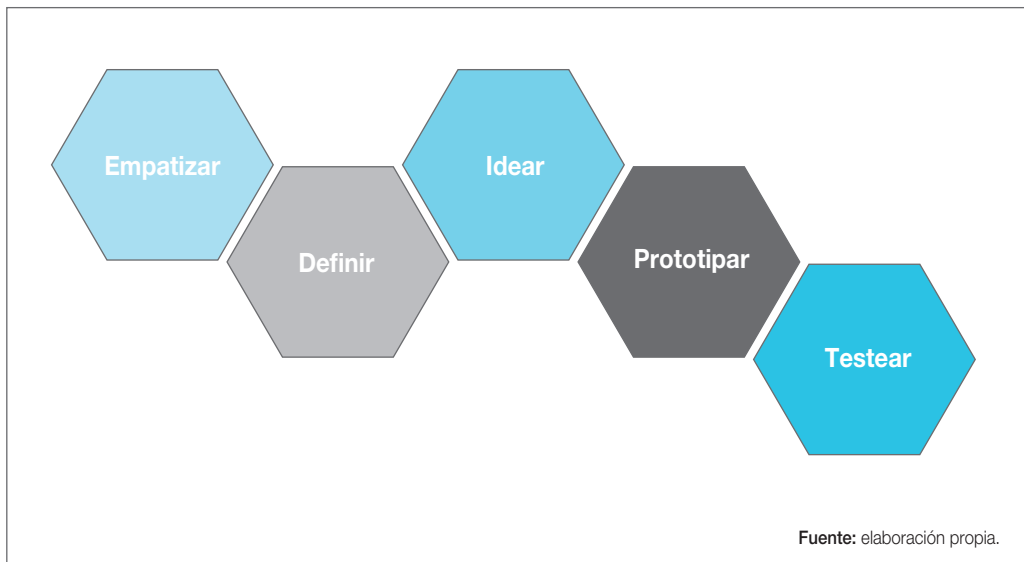 Empatizar
Definir
Idear
Prototipar
Testear
Fuente: elaboración propia.